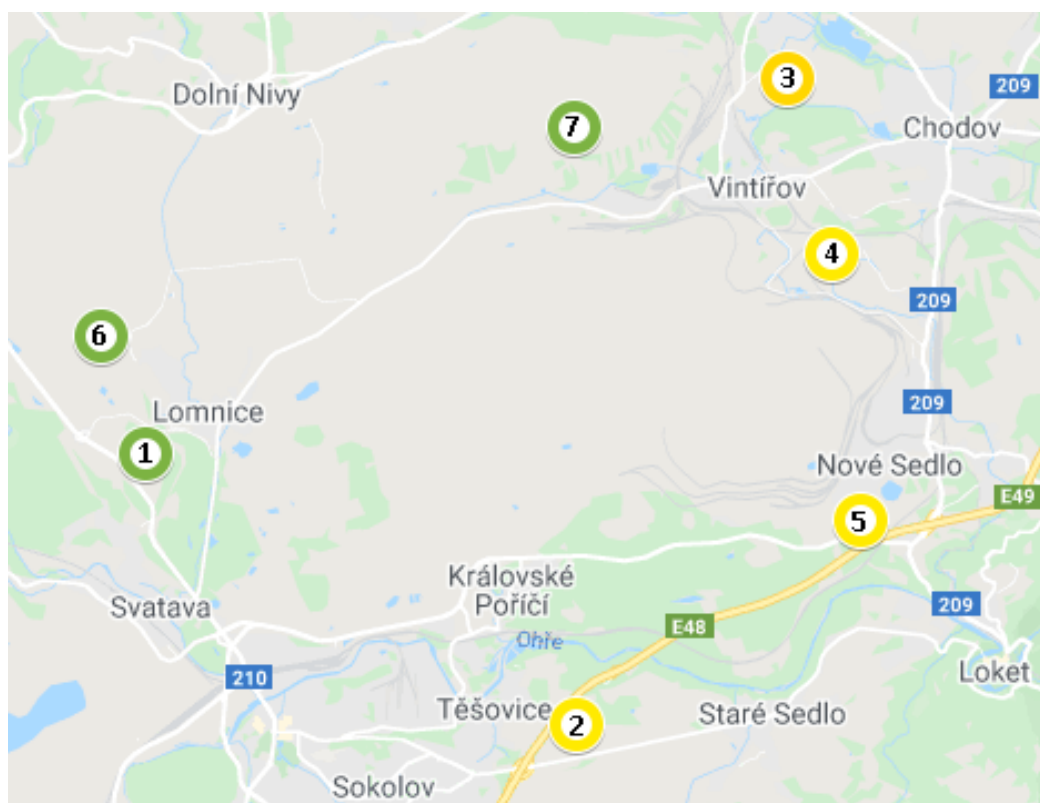 3
209
Dolní Nivy
7
Chodov
Vintířov
4
209
6
Lomnice
209
1
Nové Sedlo
E49
5
Královské
Poříčí
Svatava
209
E48
Ohře
Loket
210
Těšovice
Staré Sedlo
2
Sokolov